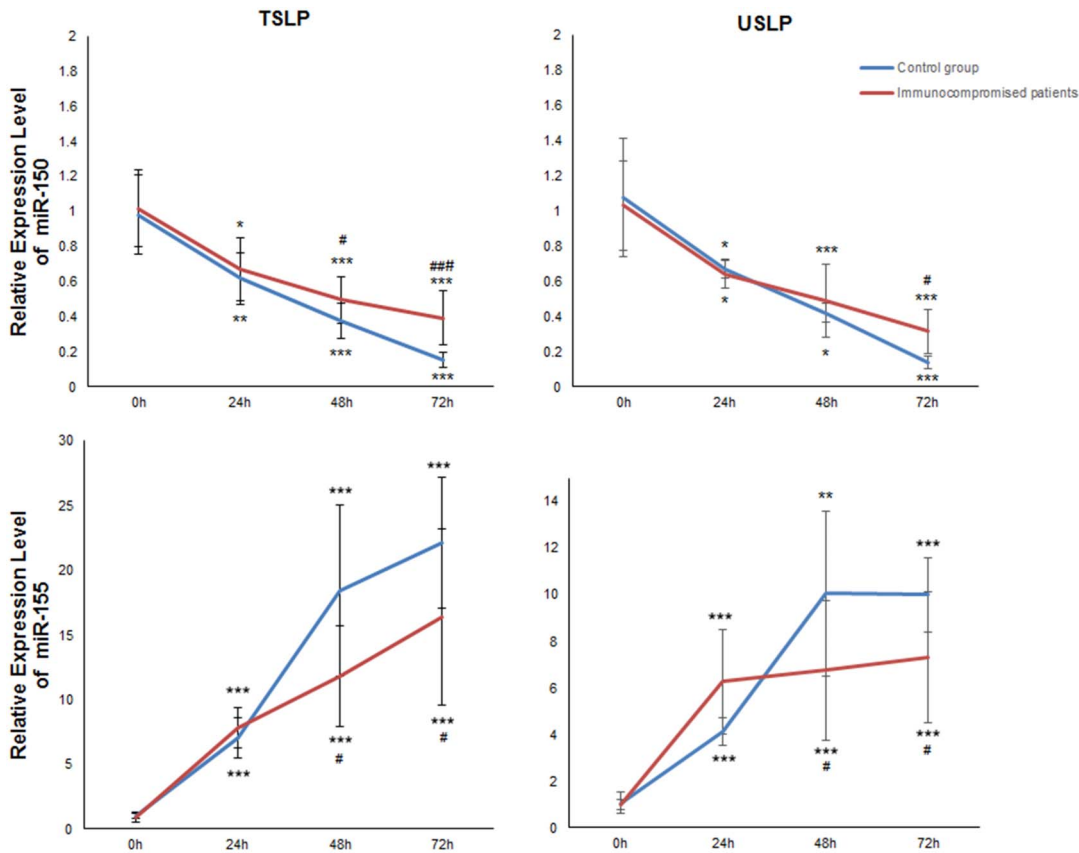 TSLP
USLP
Control group
Immunocompromised patients
Relative Expression Level
of miR-150
2
1.8
1.6
1.4
1.2
1
0.8
0.6
0.4
0.2
0
*
**
#
***
***
###
***
***
0h
24h
48h
72h
2
1.8
1.6
1.4
1.2
1
0.8
0.6
0.4
0.2
0
*
*
***
*
#
***
***
0h
24h
48h
72h
Relative Expression Level
of miR-155
30
25
20
15
10
5
0
***
***
***
***
#
***
***
#
0h
24h
48h
72h
14
12
10
8
6
4
2
0
***
***
**
***
#
***
***
#
0h
24h
48h
72h